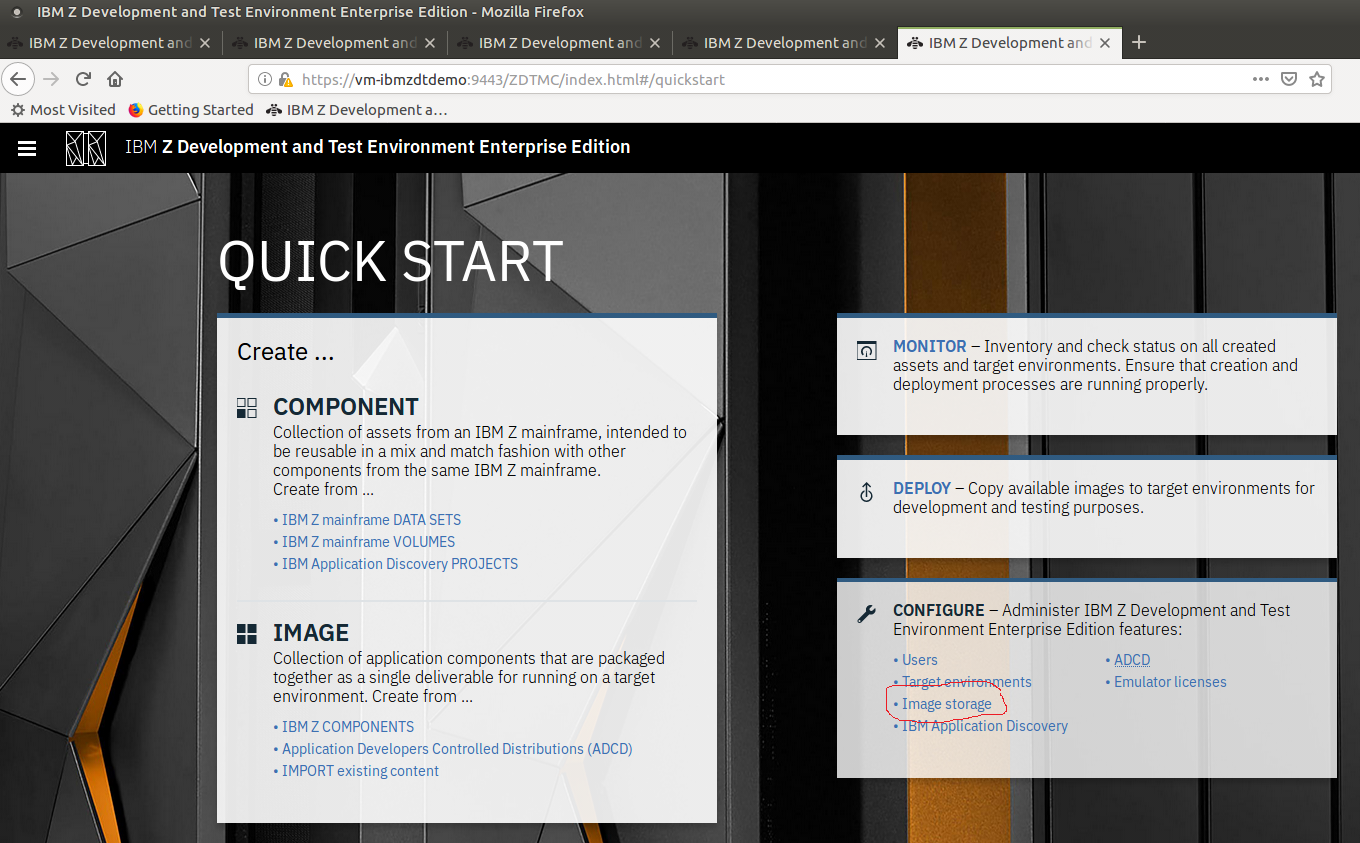 IBM Z Development and Test Environment Enterprise Edition - Mozilla Firefox
IBM Z Development and
IBM Z Development and
IBM Z Development and
IBM Z Development and
IBM Z Development and
https://vm-ibmzdtdemo:9443/ZDTMC/index.html#/quickstart
Most Visited
Getting Started
IBM Z Development a...
IBM Z Development and Test Environment Enterprise Edition
QUICK START
Create ...
COMPONENT
Collection of assets from an IBM Z mainframe, intended to
be reusable in a mix and match fashion with other
components from the same IBM Z mainframe.
Create from ...
• IBM Z mainframe DATA SETS
• IBM Z mainframe VOLUMES
• IBM Application Discovery PROJECTS
IMAGE
Collection of application components that are packaged
together as a single deliverable for running on a target
environment. Create from ...
• IBM Z COMPONENTS
• Application Developers Controlled Distributions (ADCD)
• IMPORT existing content
MONITOR – Inventory and check status on all created
assets and target environments. Ensure that creation and
deployment processes are running properly.
DEPLOY – Copy available images to target environments for
development and testing purposes.
CONFIGURE – Administer IBM Z Development and Test
Environment Enterprise Edition features:
• Users
• Target environments
• Image storage
• IBM Application Discovery
• ADCD
• Emulator licenses